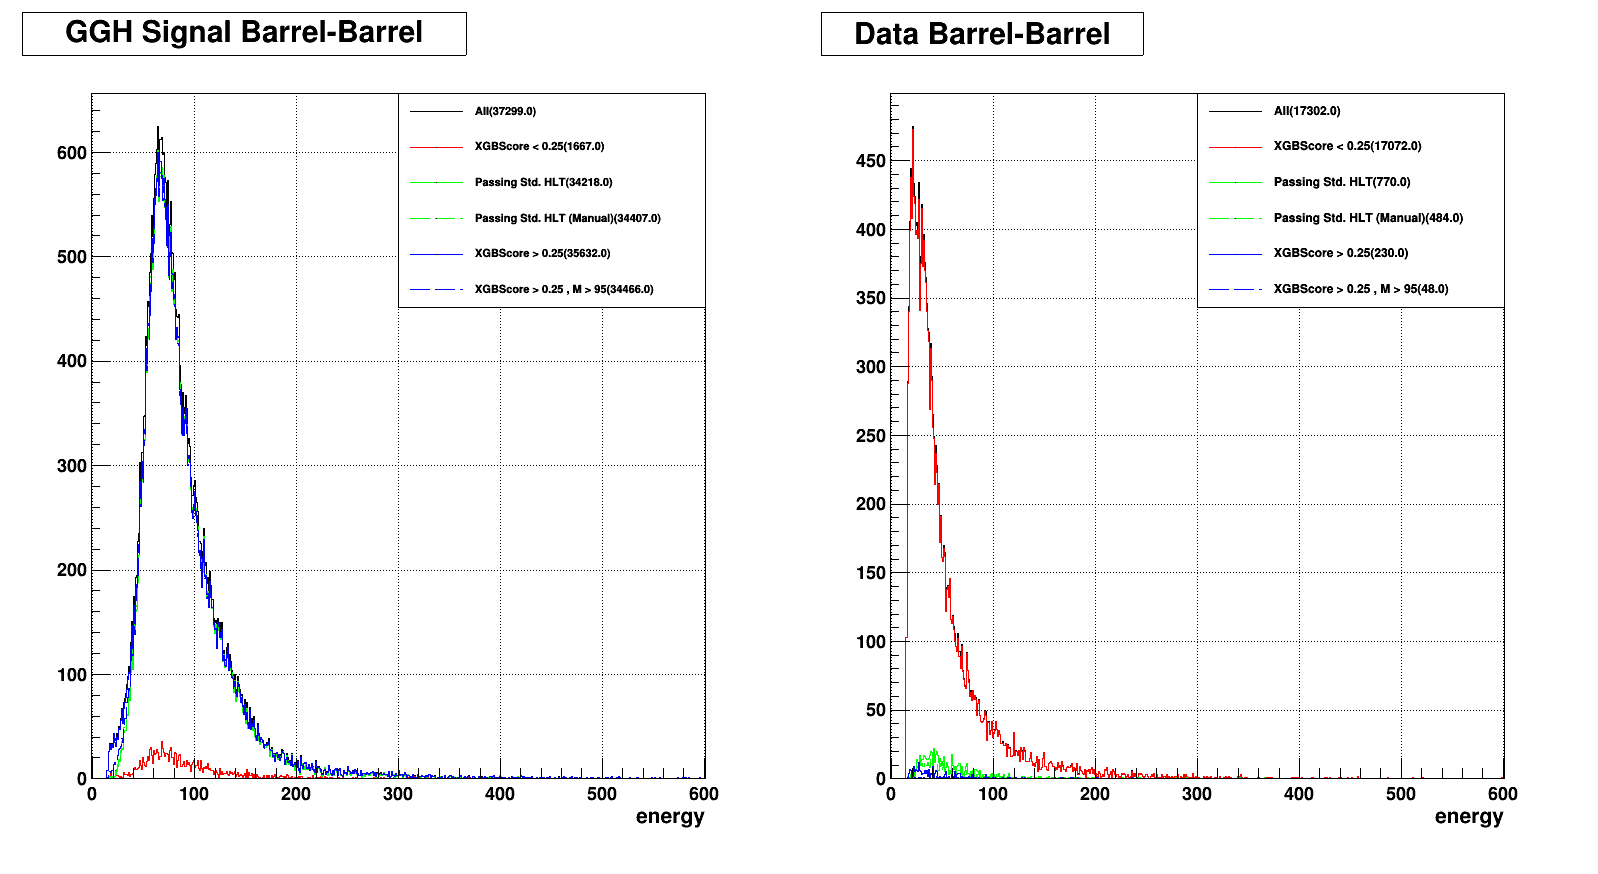 GGH Signal Barrel-Barrel
All(37299.0)
XGBScore < 0.25(1667.0)
Passing Std. HLT(34218.0)
Passing Std. HLT (Manual)(34407.0)
XGBScore > 0.25(35632.0)
XGBScore > 0.25 , M > 95(34466.0)
600
500
400
300
200
100
0
0 100 200 300 400 500 600
energy
Data Barrel-Barrel
All(17302.0)
XGBScore < 0.25(17072.0)
Passing Std. HLT(770.0)
Passing Std. HLT (Manual)(484.0)
XGBScore > 0.25(230.0)
XGBScore > 0.25 , M > 95(48.0)
450
400
350
300
250
200
150
100
50
0
0 100 200 300 400 500 600
energy